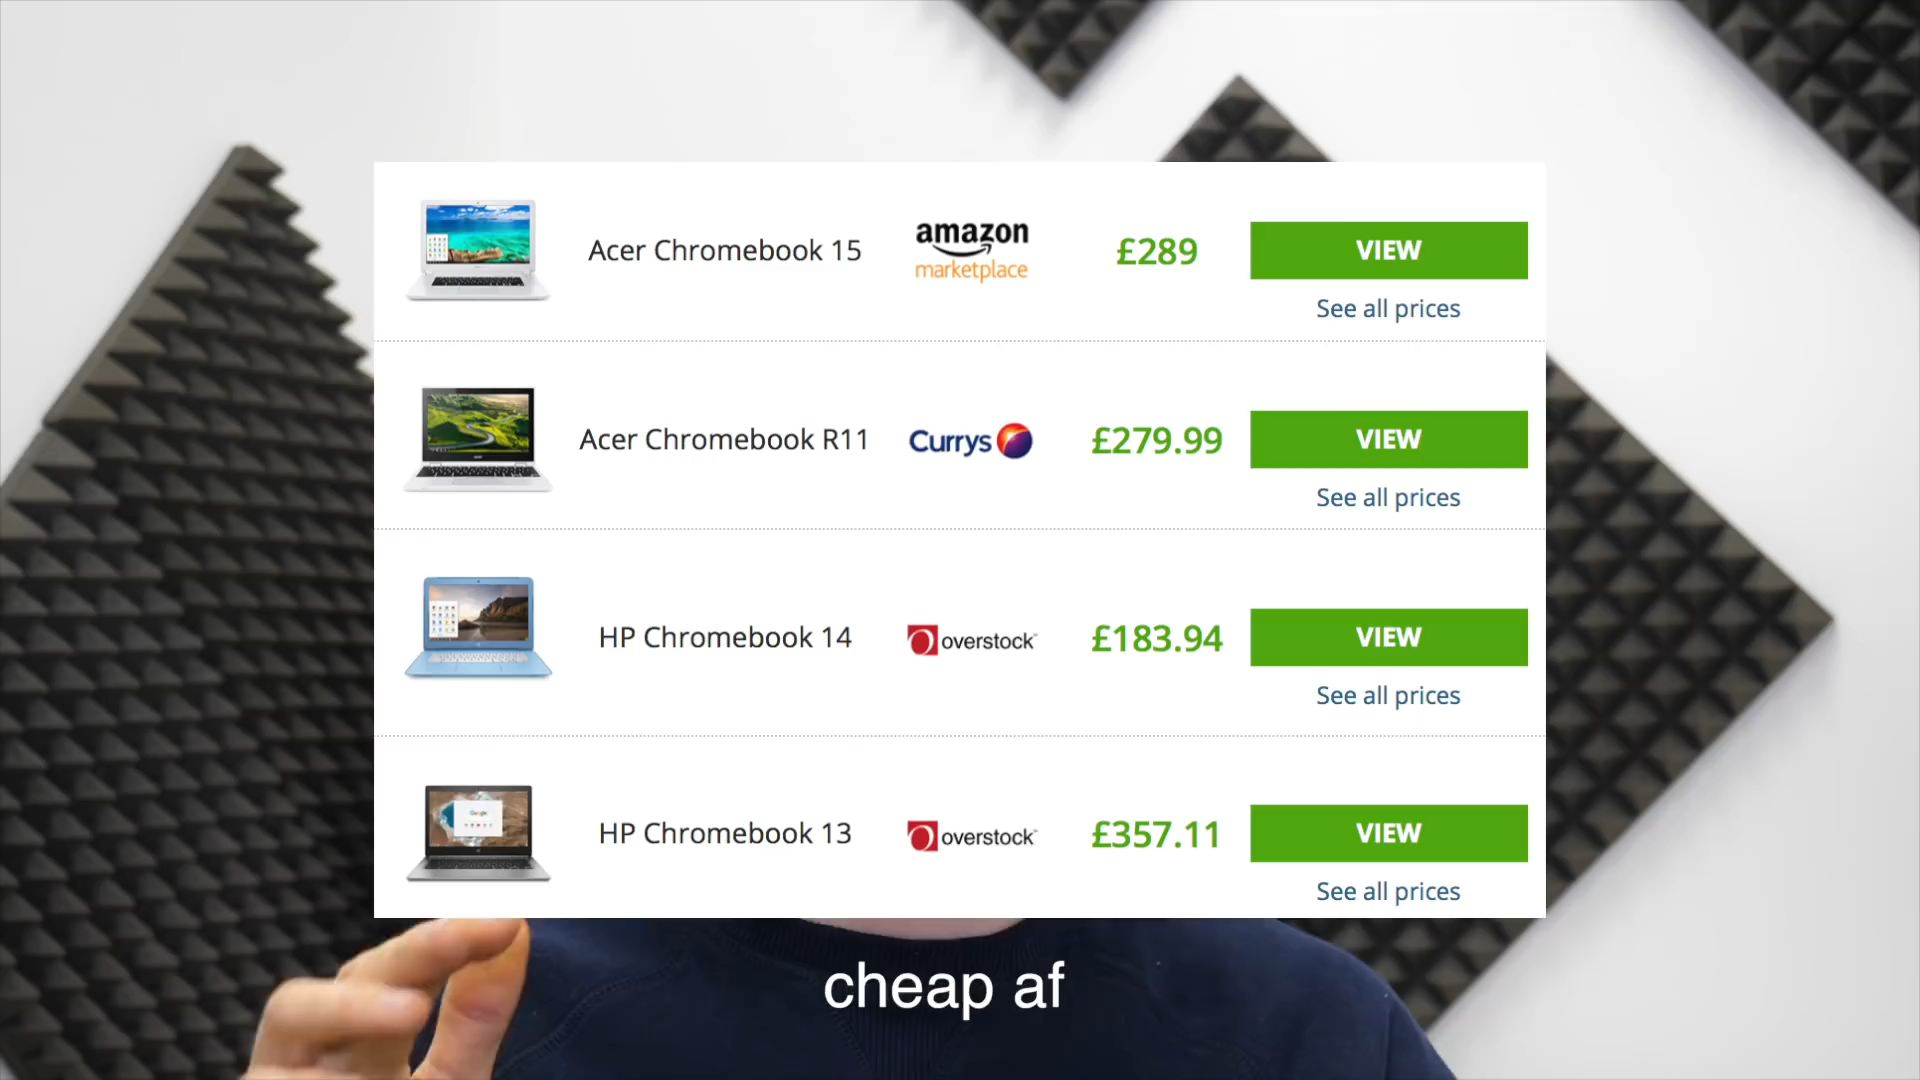 Acer Chromebook 15
amazon
marketplace
£289
VIEW
See all prices
Acer Chromebook R11
Currys
£279.99
VIEW
See all prices
HP Chromebook 14
overstock
£183.94
VIEW
See all prices
HP Chromebook 13
overstock
£357.11
VIEW
See all prices
cheap af